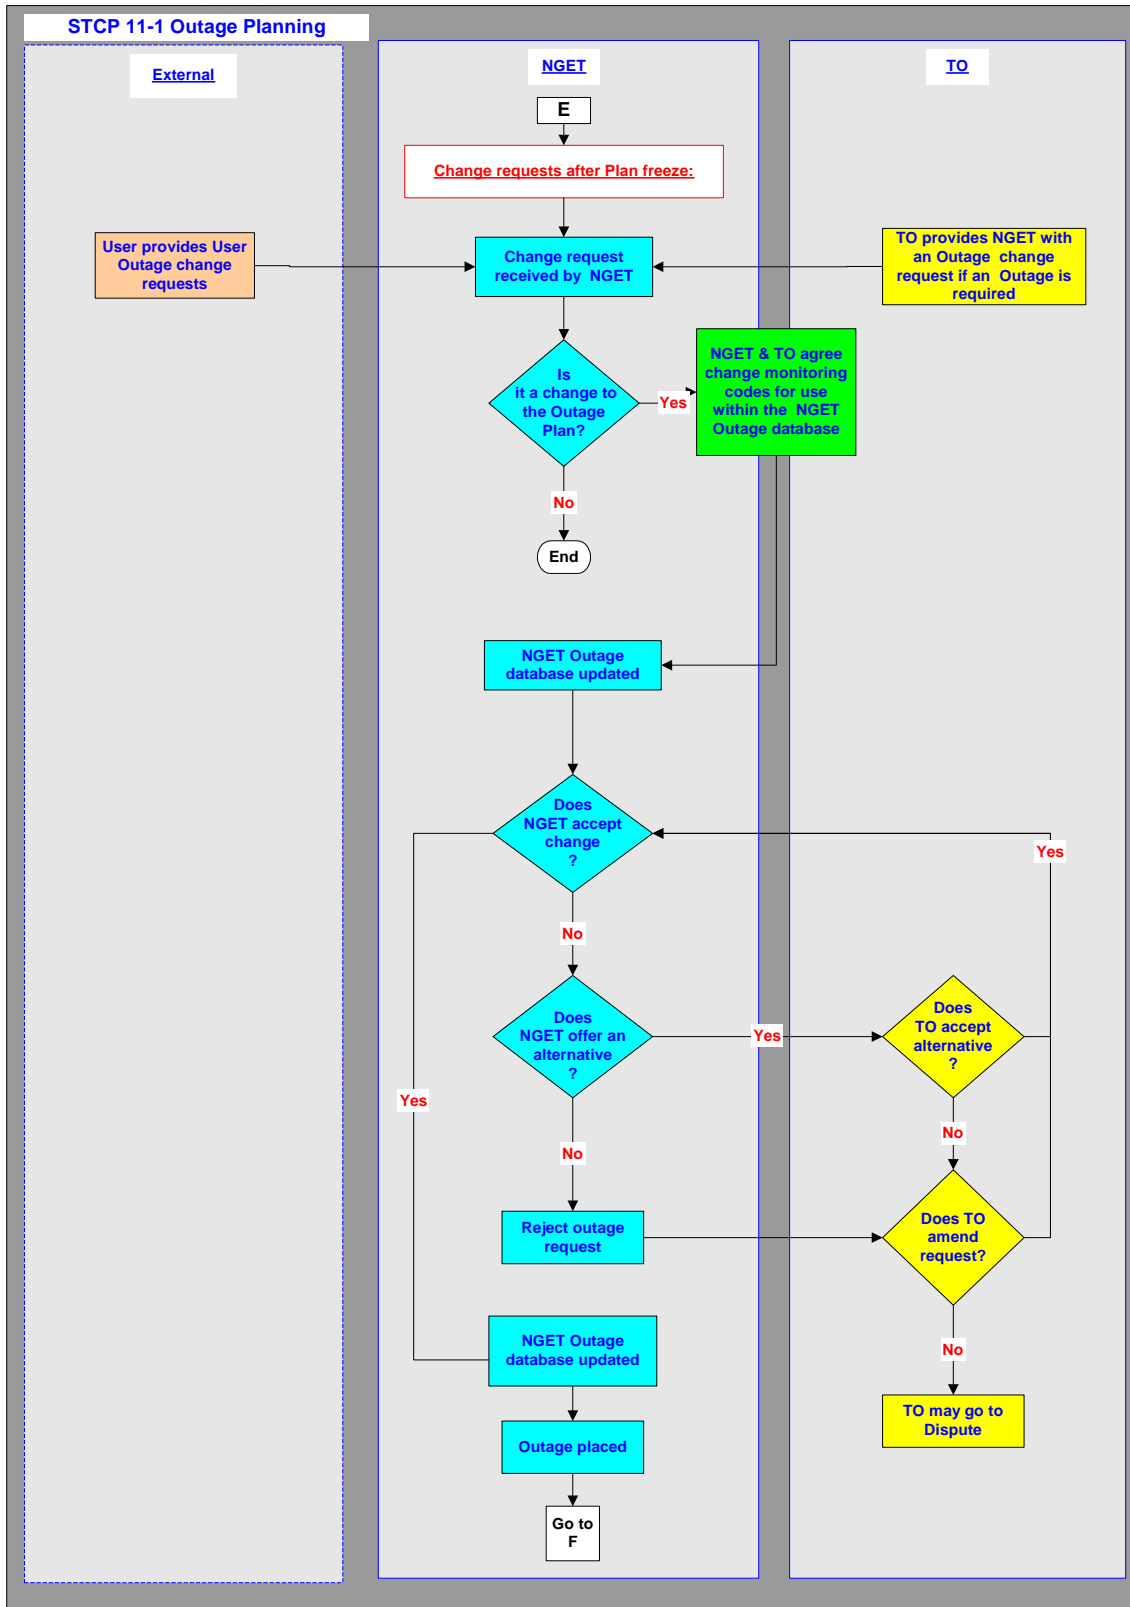 STCP 11-1 Outage Planning
External
NGET
TO
E
Change requests after Plan freeze:
User provides User
Outage change
requests
Change request
received by NGET
TO provides NGET with
an Outage change
request if an Outage is
required
Is
it a change to
the Outage
Plan?
Yes
NGET & TO agree
change monitoring
codes for use
within the NGET
Outage database
No
End
NGET Outage
database updated
Does
NGET accept
change
?
Yes
No
Does
NGET offer an
alternative
?
Yes
Does
TO accept
alternative
?
Yes
No
No
Reject outage
request
Does TO
amend
request?
NGET Outage
database updated
No
TO may go to
Dispute
Outage placed
Go to
F